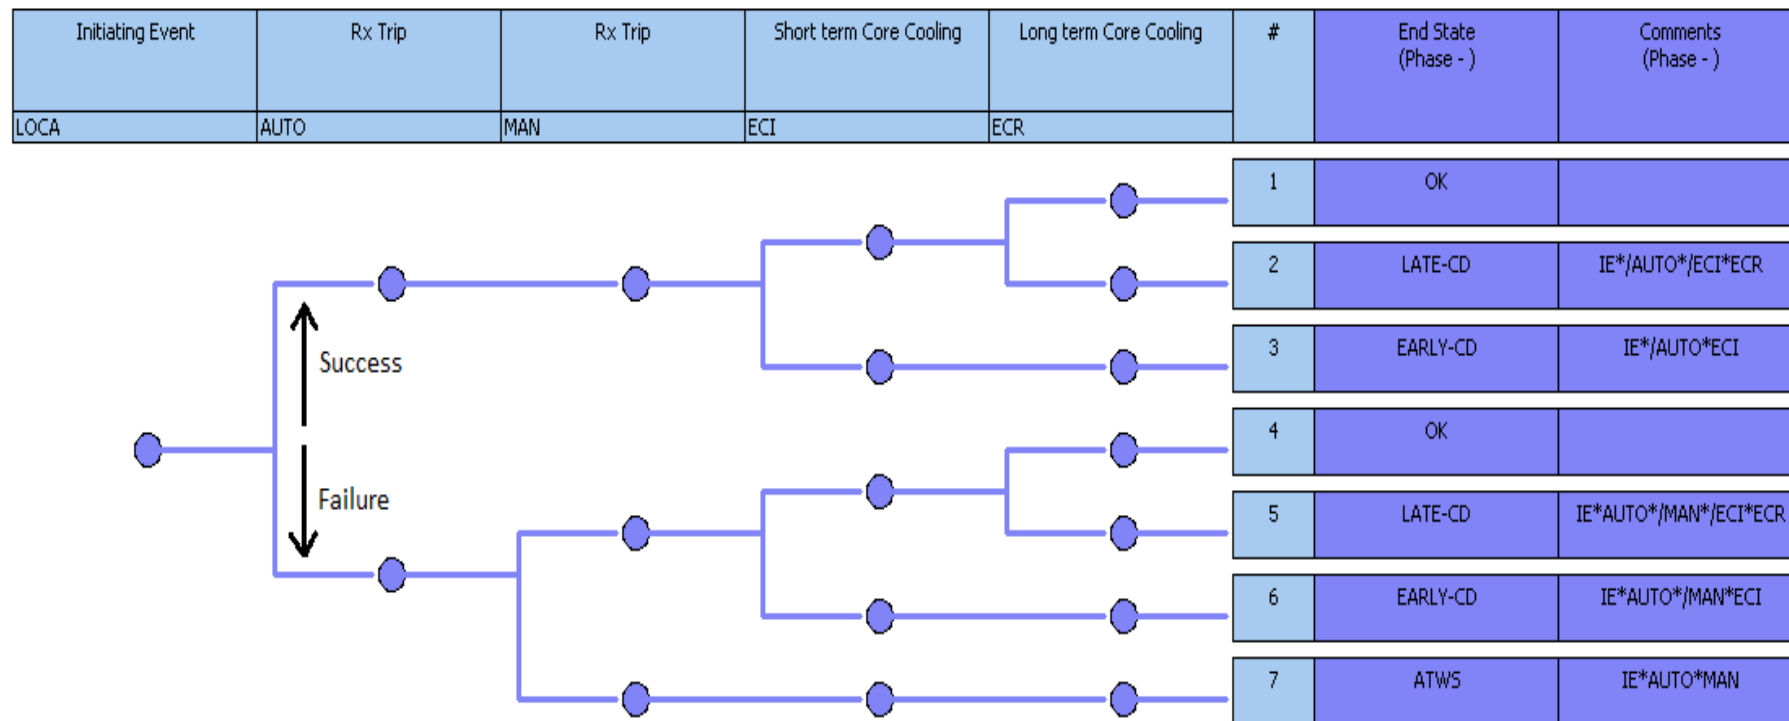 Initiating Event
Rx Trip
Rx Trip
Short term Core Cooling
Long term Core Cooling
#
End State
(Phase - )
Comments
(Phase - )
LOCA
AUTO
MAN
ECI
ECR
1
OK
2
LATE-CD
IE*/AUTO*/ECI*ECR
3
EARLY-CD
IE*/AUTO*ECI
Success
4
OK
Failure
5
LATE-CD
IE*AUTO*/MAN*/ECI*ECR
6
EARLY-CD
IE*AUTO*/MAN*ECI
7
ATWS
IE*AUTO*MAN